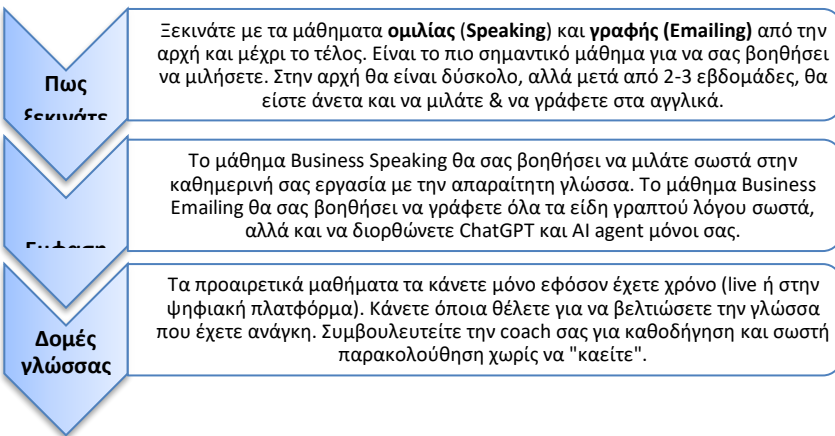 Πως
ξεκινάτε
Ξεκινάτε με τα μάθηματα ομιλίας (Speaking) και γραφής (Emailing) από την
αρχή και μέχρι το τέλος. Είναι το πιο σημαντικό μάθημα για να σας βοηθήσει
να μιλήσετε. Στην αρχή θα είναι δύσκολο, αλλά μετά από 2-3 εβδομάδες, θα
είστε άνετα και να μιλάτε & να γράφετε στα αγγλικά.
Το μάθημα Business Speaking θα σας βοηθήσει να μιλάτε σωστά στην
καθημερινή σας εργασία με την απαραίτητη γλώσσα. Το μάθημα Business
Emailing θα σας βοηθήσει να γράφετε όλα τα είδη γραπτού λόγου σωστά,
αλλά και να διορθώνετε ChatGPT και AI agent μόνοι σας.
Δομές
γλώσσας
Τα προαιρετικά μαθήματα τα κάνετε μόνο εφόσον έχετε χρόνο (live ή στην
ψηφιακή πλατφόρμα). Κάνετε όποια θέλετε για να βελτιώσετε την γλώσσα
που έχετε ανάγκη. Συμβουλευτείτε την coach σας για καθοδήγηση και σωστή
παρακολούθηση χωρίς να "καείτε".